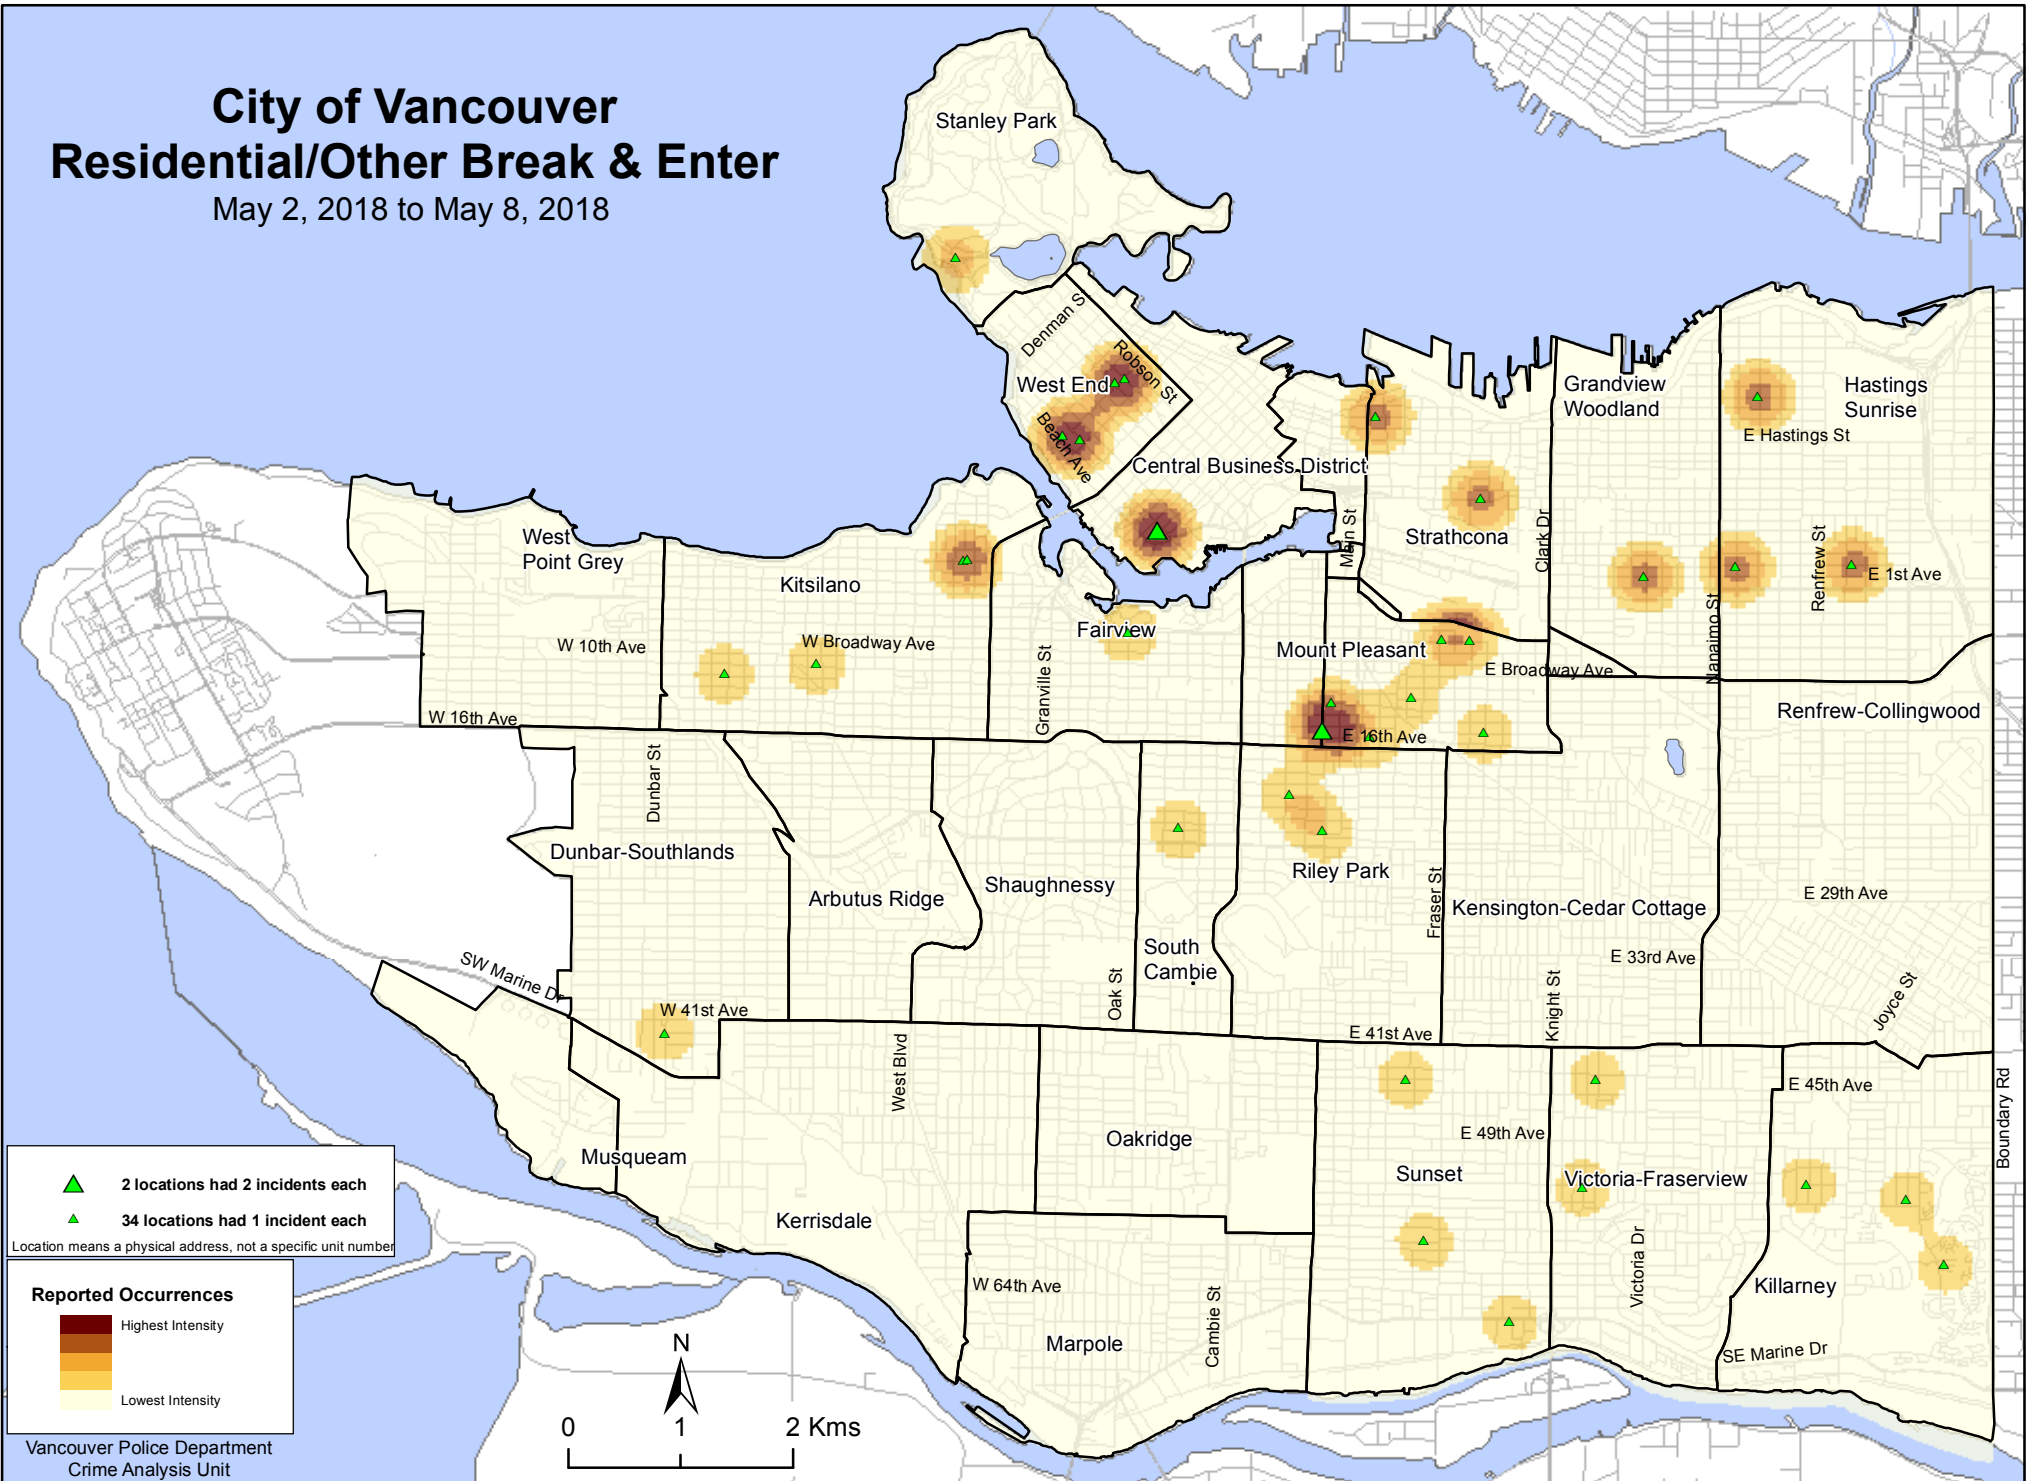 City of Vancouver
Residential/Other Break & Enter
May 2, 2018 to May 8, 2018
Stanley Park
Denman St
Robson St
West End
Beach Ave
Central Business District
Grandview
Woodland
Hastings
Sunrise
E Hastings St
Main St
Strathcona
Clark Dr
Renfrew St
E 1st Ave
Nanaimo St
West
Point Grey
Kitsilano
W 10th Ave
W Broadway Ave
Fairview
Granville St
Mount Pleasant
E Broadway Ave
W 16th Ave
E 16th Ave
Renfrew-Collingwood
Dunbar St
Dunbar-Southlands
Arbutus Ridge
Shaughnessy
Riley Park
Fraser St
Kensington-Cedar Cottage
E 29th Ave
South
Cambie
Oak St
E 33rd Ave
Knight St
Joyce St
SW Marine Dr
W 41st Ave
E 41st Ave
West Blvd
E 45th Ave
Boundary Rd
E 49th Ave
Oakridge
Musqueam
Sunset
Victoria-Fraserview
Kerrisdale
Victoria Dr
W 64th Ave
Killarney
Cambie St
Marpole
SE Marine Dr
2 locations had 2 incidents each
34 locations had 1 incident each
Location means a physical address, not a specific unit number
Reported Occurrences
Highest Intensity
Lowest Intensity
Vancouver Police Department
Crime Analysis Unit
N
0 1 2 Kms